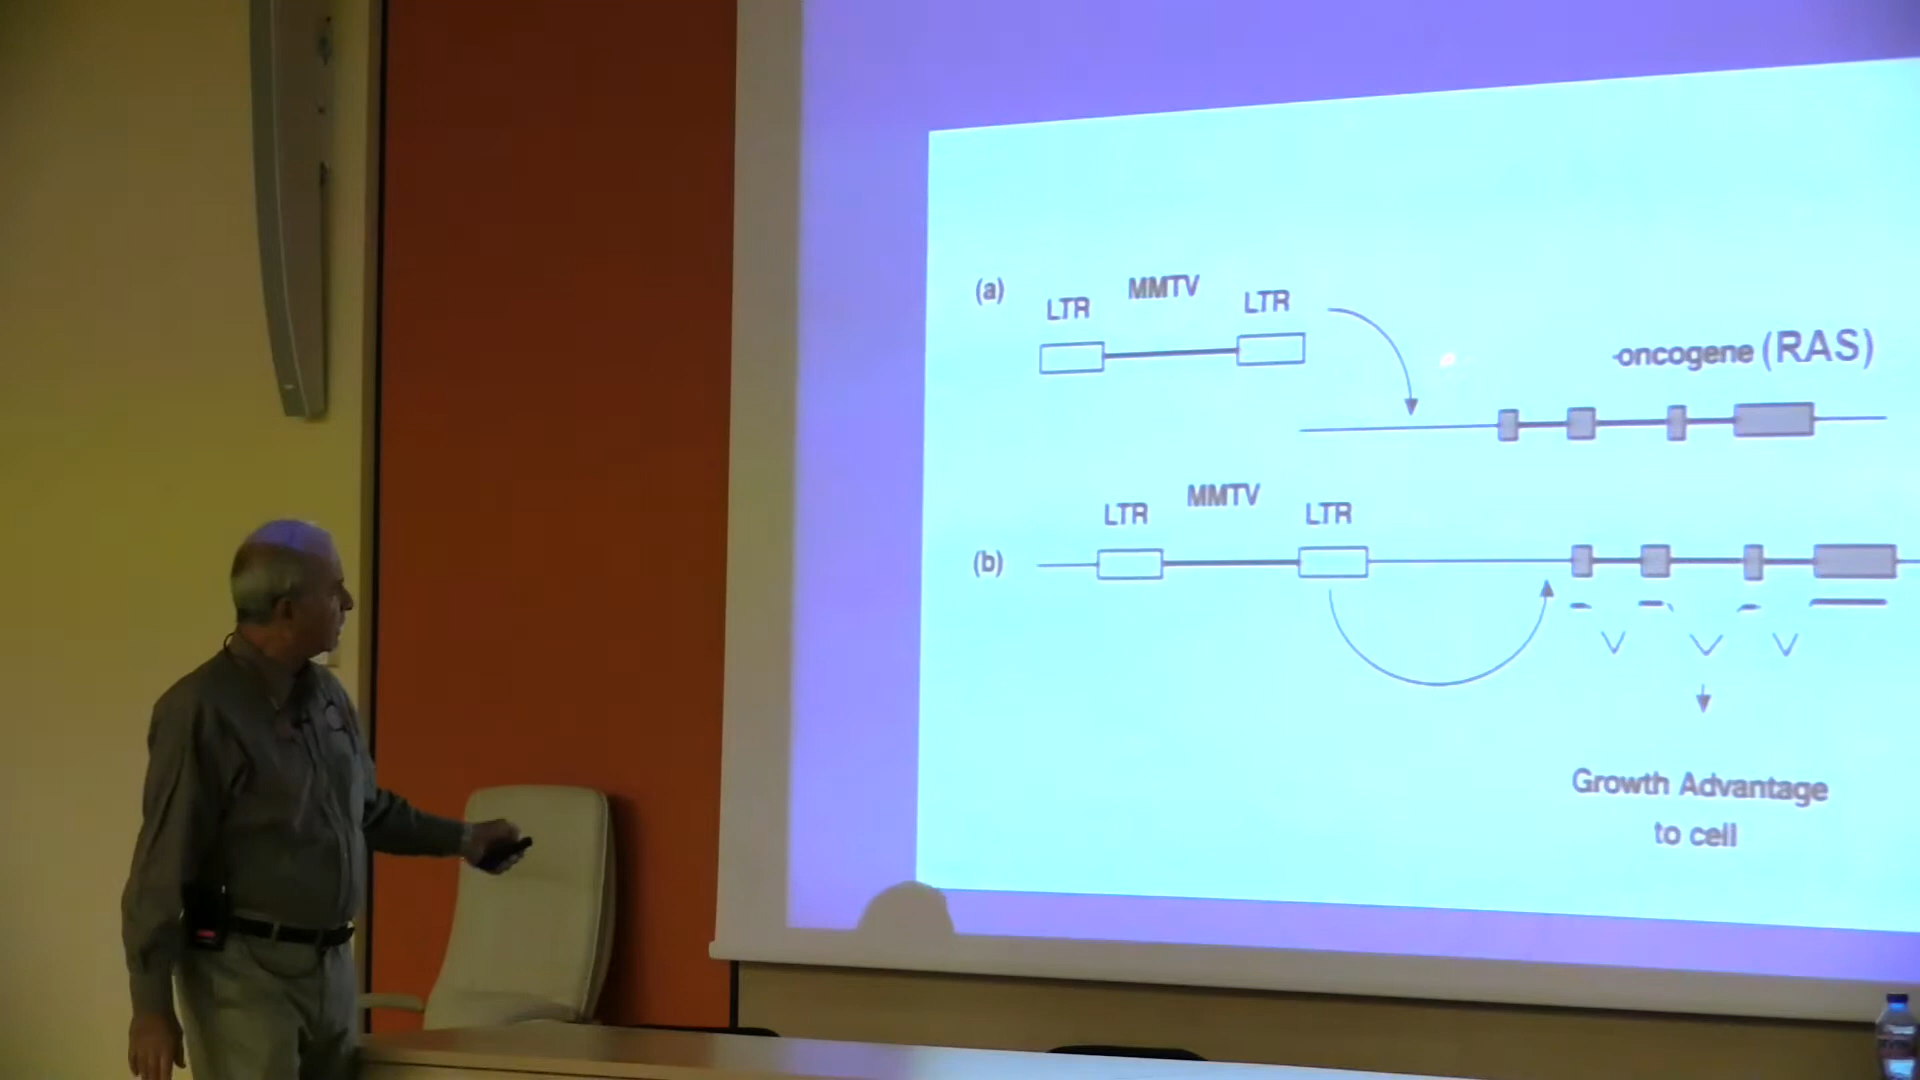 (a)
LTR MMTV LTR
-oncogene (RAS)
(b)
LTR MMTV LTR
Growth Advantage
to cell